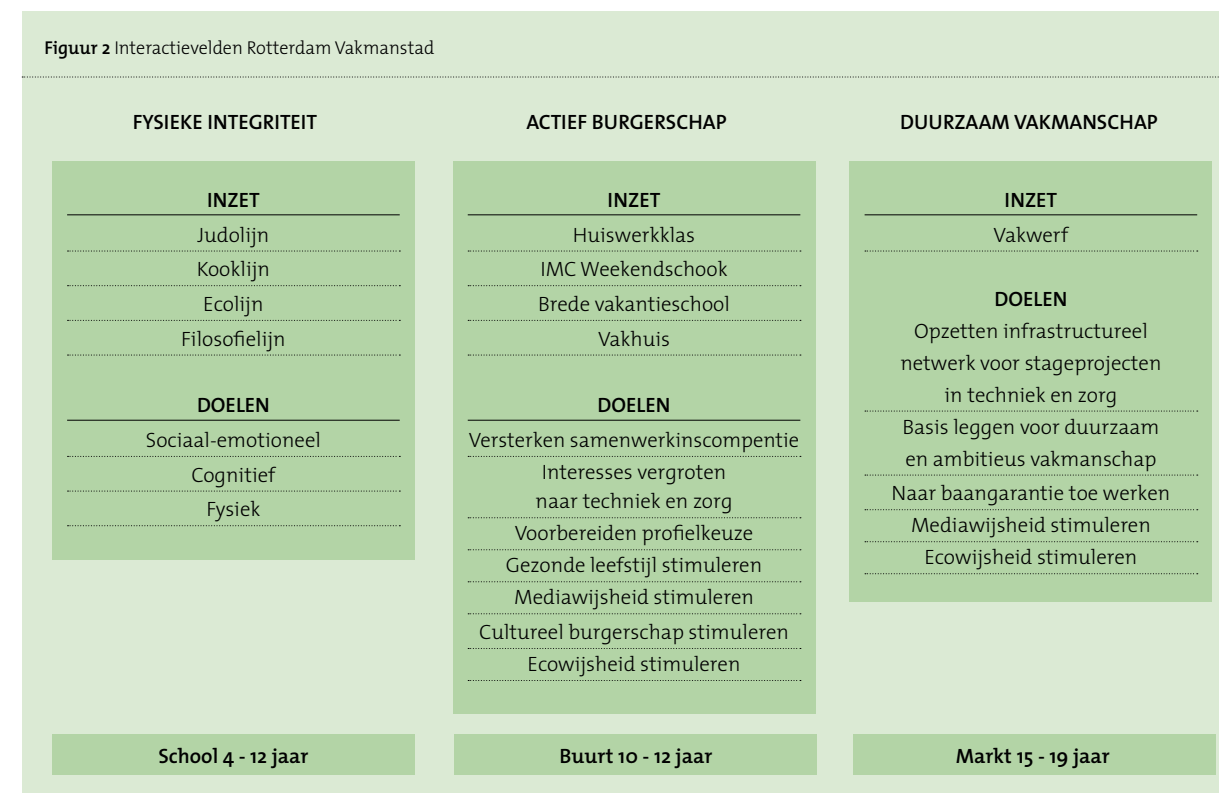 Figuur 2 Interactievelden Rotterdam Vakmanstad
FYSIEKE INTEGRITEIT
INZET
Judolijn
Kooklijn
Ecolijn
Filosofielijn
DOELEN
Sociaal-emotioneel
Cognitief
Fysiek
School 4 - 12 jaar
ACTIEF BURGERSCHAP
INZET
Huiswerkklas
IMC Weekendschook
Brede vakantieschool
Vakhuis
DOELEN
Versterken samenwerkinscompentie
Interesses vergroten
naar techniek en zorg
Voorbereiden profielkeuze
Gezonde leefstijl stimuleren
Mediawijsheid stimuleren
Cultureel burgerschap stimuleren
Ecowijsheid stimuleren
Buurt 10 - 12 jaar
DUURZAAM VAKMANSCHAP
INZET
Vakwerf
DOELEN
Opzetten infrastructureel
netwerk voor stageprojecten
in techniek en zorg
Basis leggen voor duurzaam
en ambitieus vakmanschap
Naar baangarantie toe werken
Mediawijsheid stimuleren
Ecowijsheid stimuleren
Markt 15 - 19 jaar